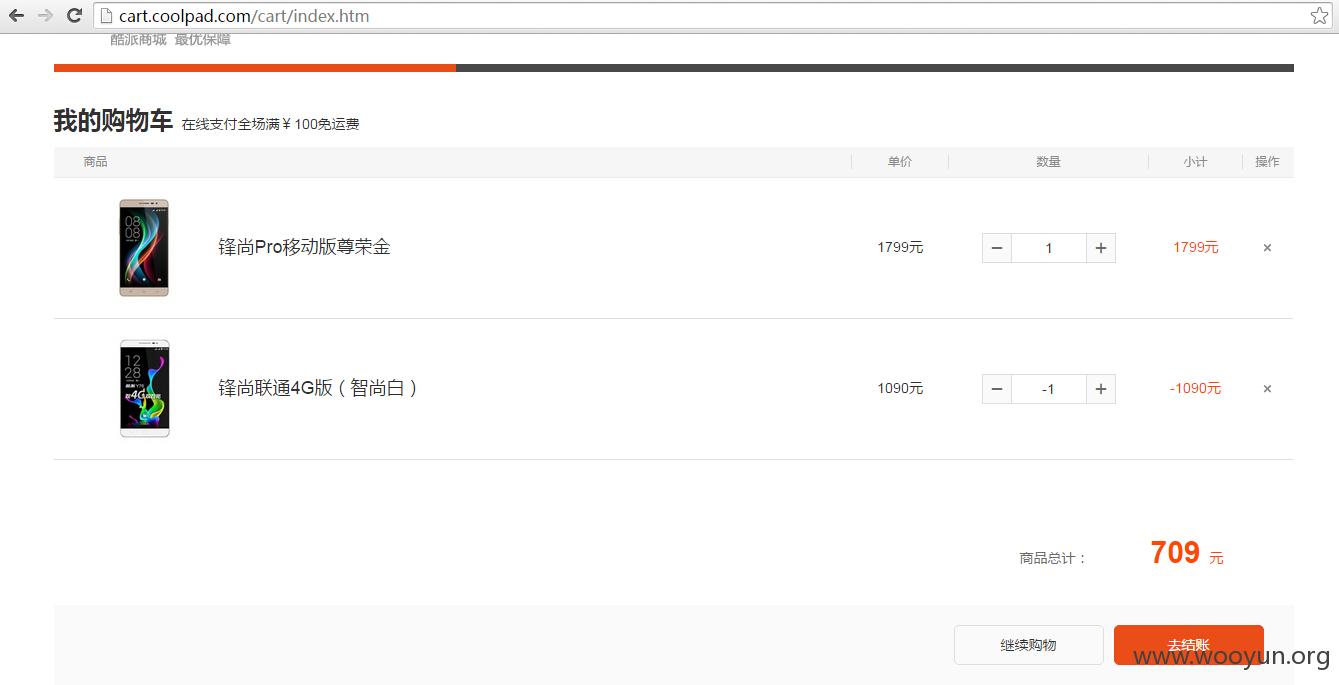 cart.coolpad.com/cart/index.htm
酷派商城 最优保障
我的购物车 在线支付全场满￥100免运费
商品 单价 数量 小计 操作
锋尚Pro移动版尊荣金 1799元 − 1 + 1799元 ×
锋尚联通4G版（智尚白） 1090元 − -1 + -1090元 ×
商品总计： 709 元
继续购物 去结账
www.wooyun.org